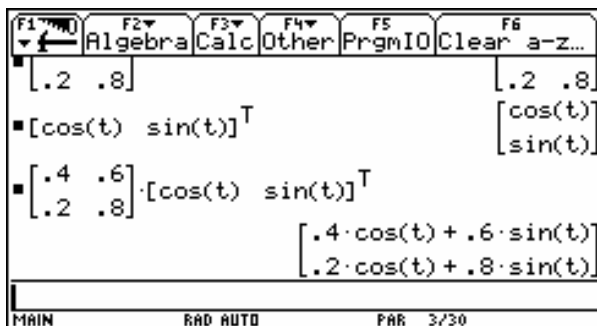 F1 F2 Algebra F3 Calc F4 Other F5 PrgmIO F6 Clear a-z…
[.2 .8] [.2 .8]
[cos(t) sin(t)]ᵀ [cos(t)
sin(t)]
[.4 .6
.2 .8]·[cos(t) sin(t)]ᵀ
[.4·cos(t)+.6·sin(t)
.2·cos(t)+.8·sin(t)]
MAIN RAD AUTO PAR 3/30